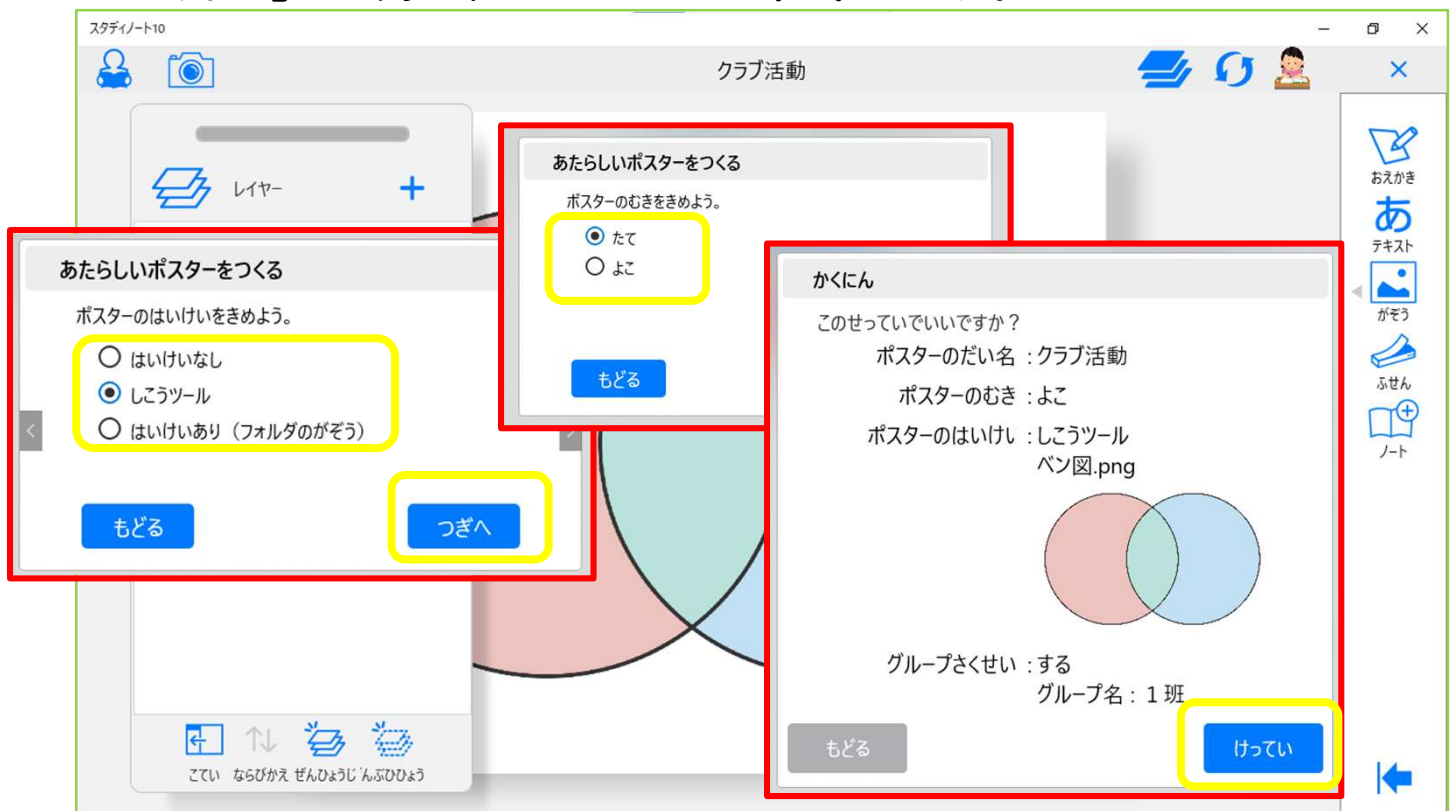 スタディノート10
クラブ活動
レイヤー
あたらしいポスターをつくる
ポスターのはいけいをきめよう。
はいけいなし
しこうツール
はいけいあり（フォルダのがぞう）
もどる
つぎへ
あたらしいポスターをつくる
ポスターのむきをきめよう。
たて
よこ
もどる
かくにん
このせっていでいいですか？
ポスターのだい名 : クラブ活動
ポスターのむき : よこ
ポスターのはいけい : しこうツール
ベン図.png
グループさくせい : する
グループ名 : 1 班
もどる
けってい
こてい ならびかえ ぜんひょうじ んぶひひょう
おえかき
あ
テキスト
がぞう
ふせん
ノート